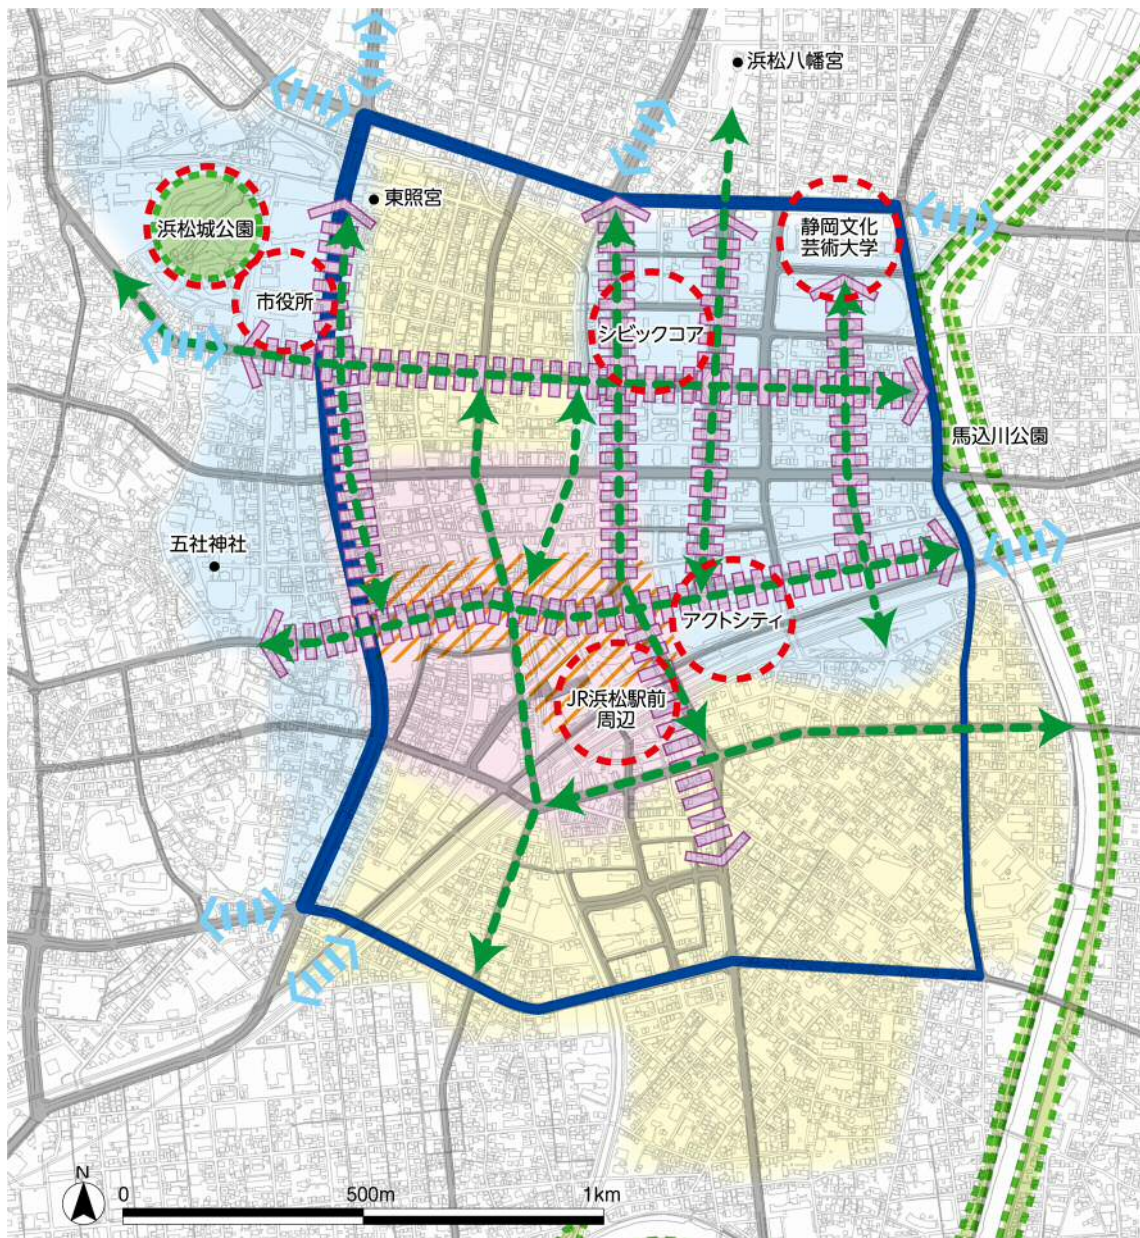 浜松八幡宮
東照宮
静岡文化
芸術大学
浜松城公園
市役所
シビックコア
馬込川公園
五社神社
アクトシティ
JR浜松駅前
周辺
N
0
500m
1km